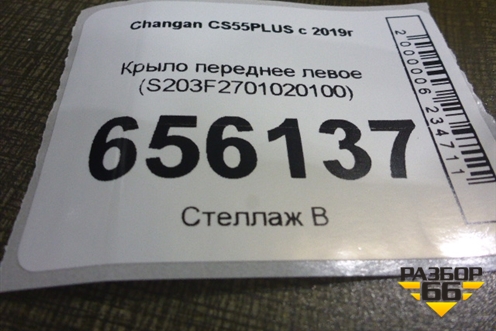 Changan CS55PLUS с 2019г
Крыло переднее левое
(S203F2701020100)
656137
Стеллаж В
2000006234711
РАЗБОР
66